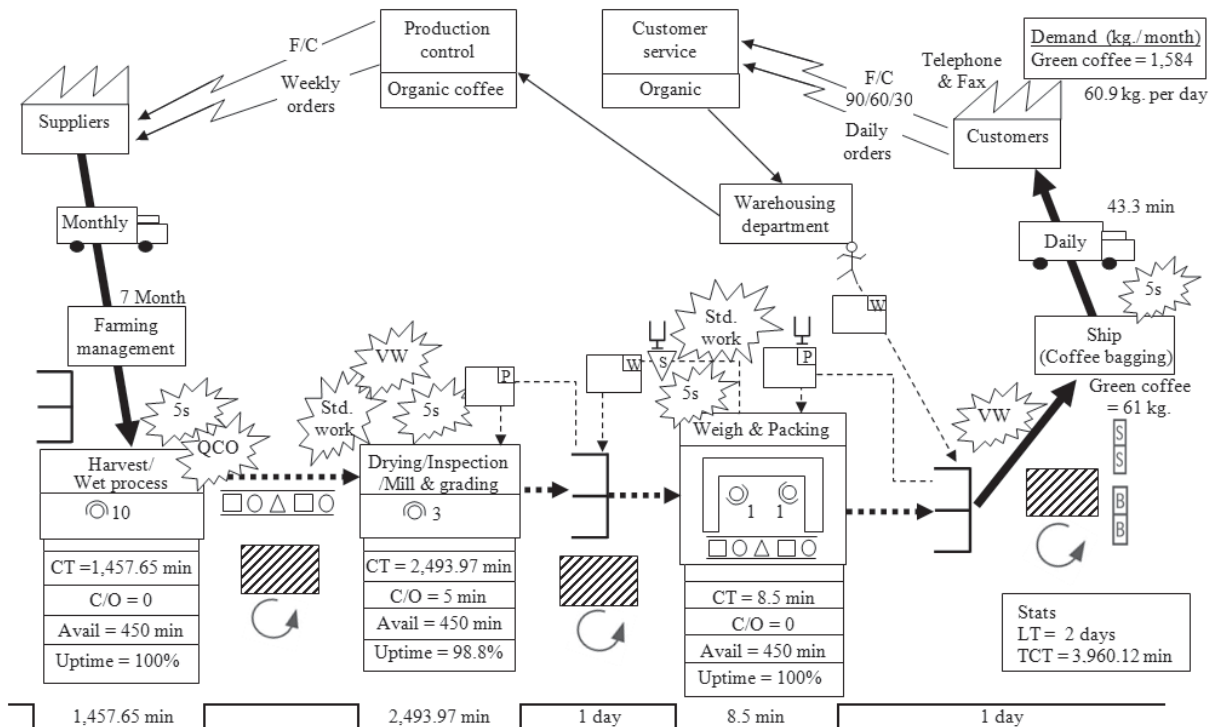 F/C
Weekly
orders
Suppliers
Production
control
Organic coffee
Customer
service
Organic
Telephone
& Fax
F/C
90/60/30
Daily
orders
Demand (kg./month)
Green coffee = 1,584
60.9 kg. per day
Customers
Warehousing
department
Monthly
7 Month
Farming
management
43.3 min
Daily
5s
Ship
(Coffee bagging)
Green coffee
= 61 kg.
5s
QCO
Harvest/
Wet process
10
CT =1,457.65 min
C/O = 0
Avail = 450 min
Uptime = 100%
Std.
work
VW
5s
P
Drying/Inspection
/Mill & grading
3
CT = 2,493.97 min
C/O = 5 min
Avail = 450 min
Uptime = 98.8%
W
S
Std.
work
5s
P
W
Weigh & Packing
1 1
CT = 8.5 min
C/O = 0
Avail = 450 min
Uptime = 100%
VW
S
S
B
B
Stats
LT = 2 days
TCT = 3.960.12 min
1,457.65 min 2,493.97 min 1 day 8.5 min 1 day